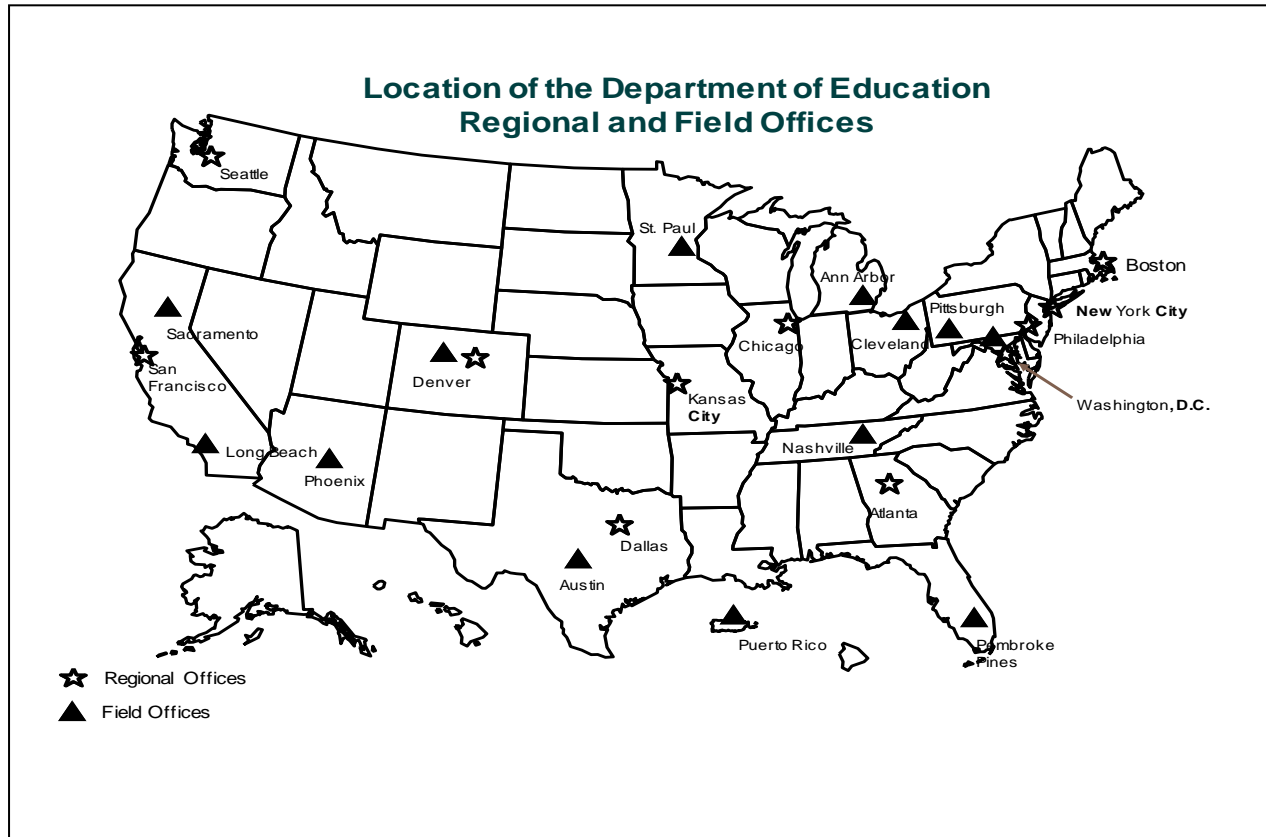 Location of the Department of Education
Regional and Field Offices
Seattle
St. Paul
Boston
Ann Arbor
Pittsburgh
New York City
Sacramento
Chicago
Cleveland
Philadelphia
San
Francisco
Denver
Kansas
City
Washington, D.C.
Long Beach
Nashville
Phoenix
Atlanta
Dallas
Austin
Puerto Rico
Pembroke
Pines
Regional Offices
Field Offices